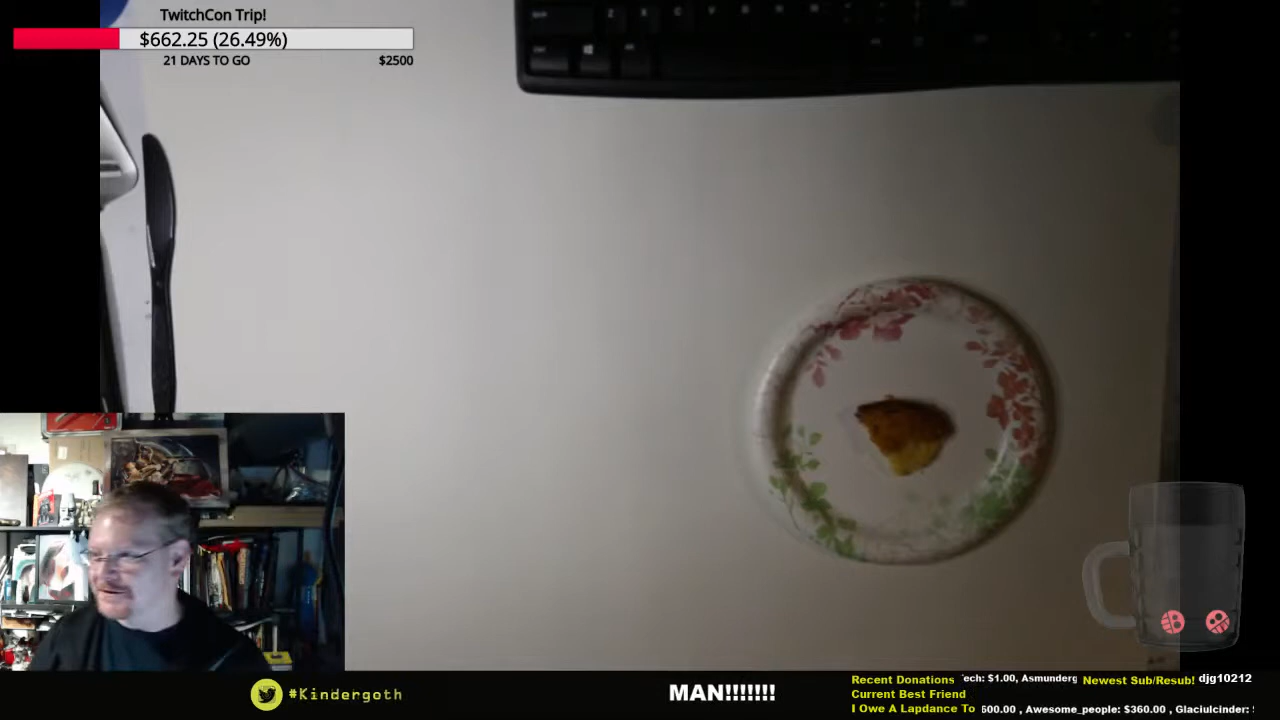 TwitchCon Trip!
$662.25 (26.49%)
21 DAYS TO GO $2500
Z X C V B N M
#Kindergoth
MAN!!!!!!!
Recent Donations ech: $1.00, Asmunderg Newest Sub/Resub! djg10212
Current Best Friend
I Owe A Lapdance To 500.00 , Awesome_people: $360.00 , Glaciulcinder: